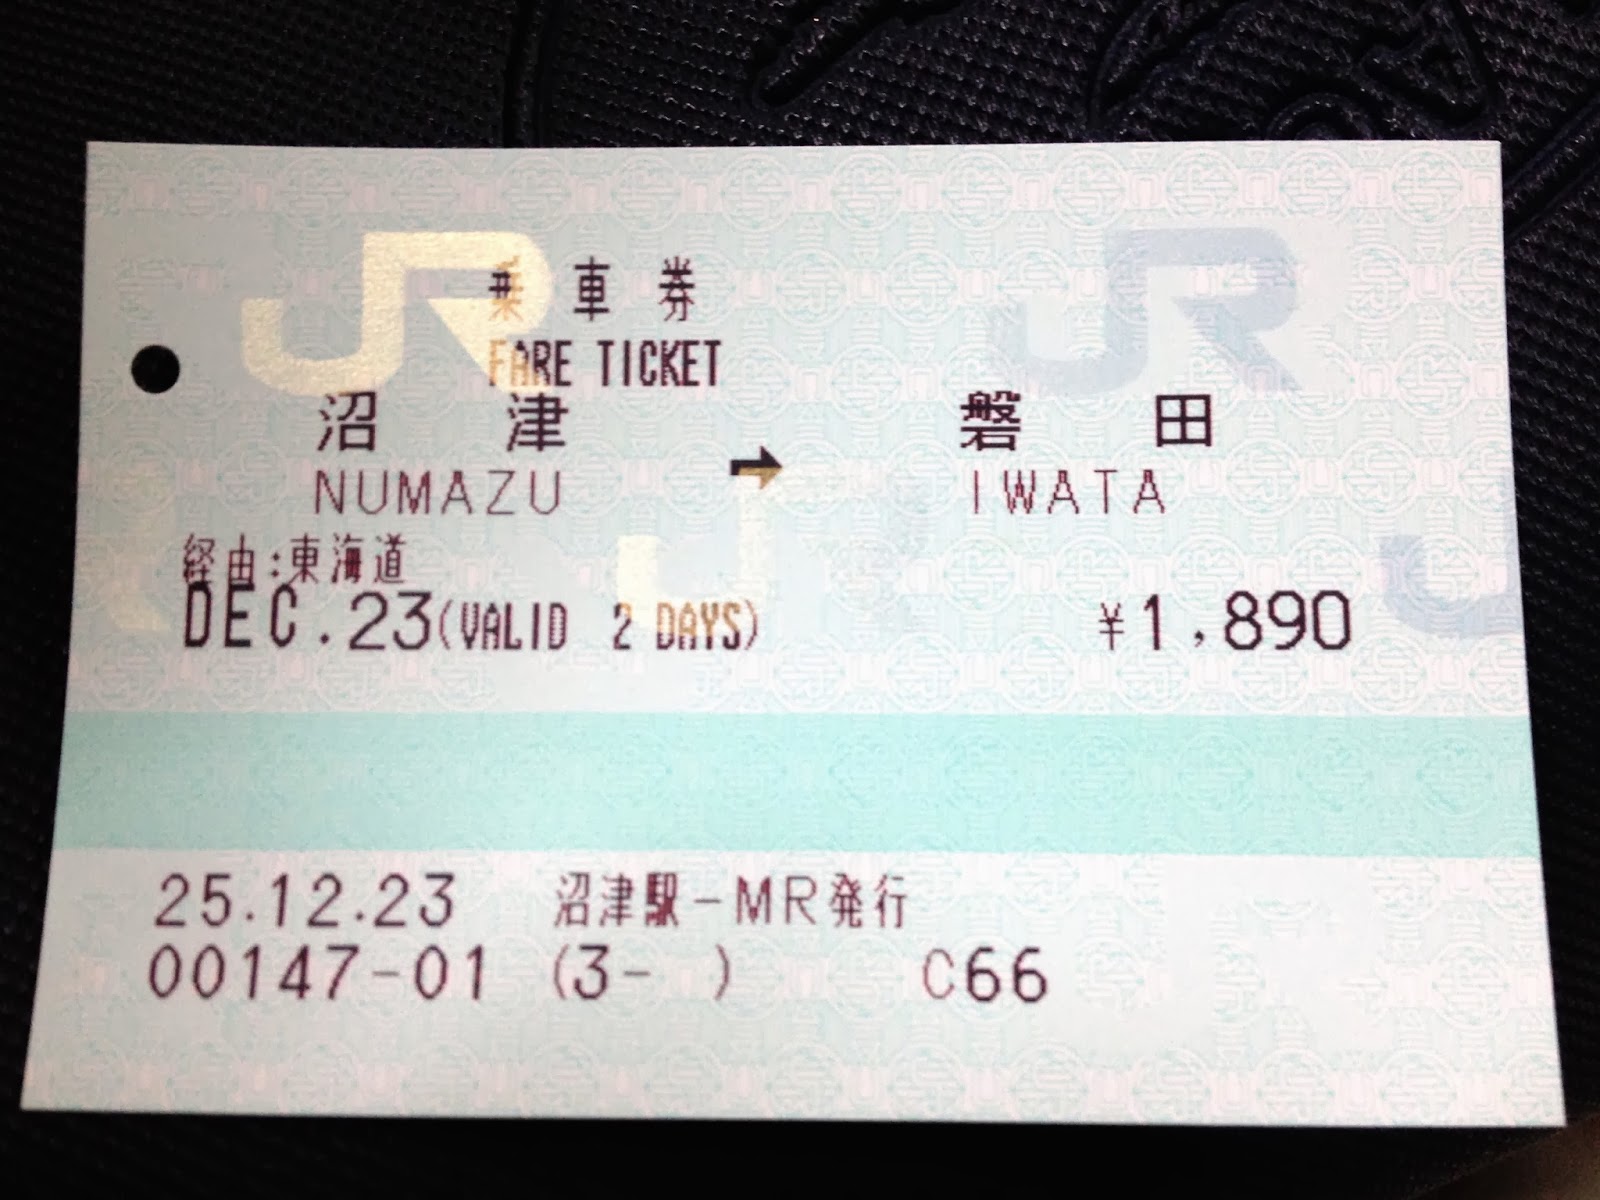 JR JR
乗車券
FARE TICKET
沼津 → 磐田
NUMAZU IWATA
経由:東海道
DEC.23(VALID 2 DAYS) ¥1,890
25.12.23 沼津駅-MR発行
00147-01 (3- ) C66